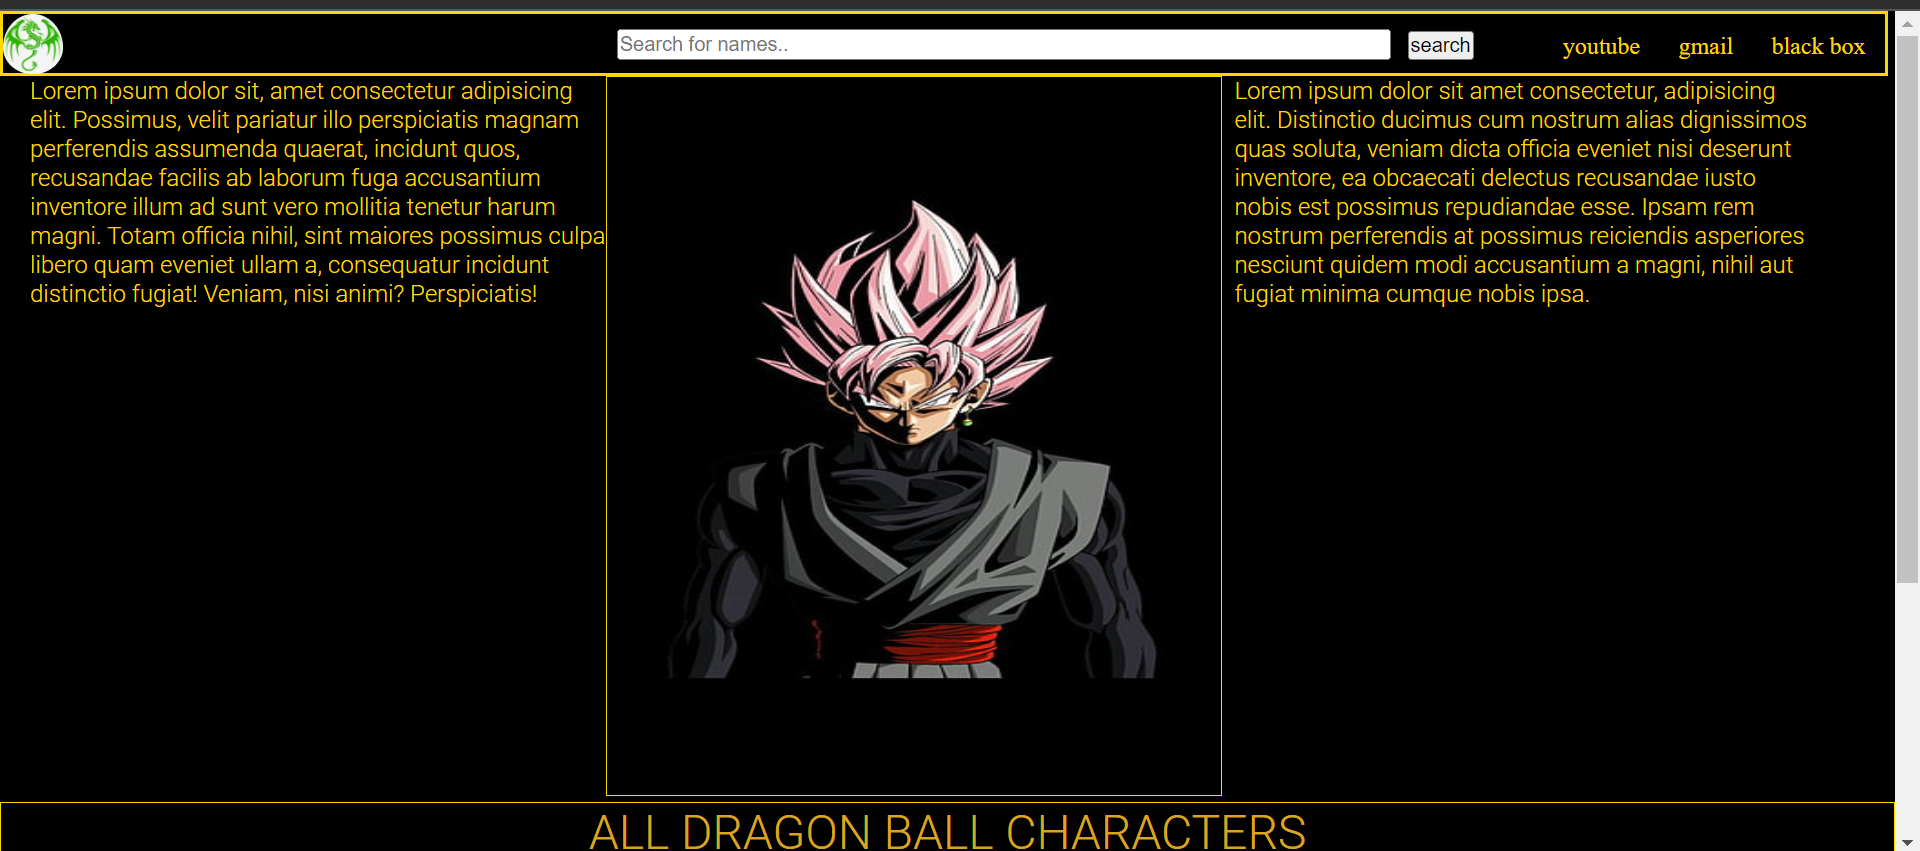 Search for names..
search
youtube
gmail
black box
Lorem ipsum dolor sit, amet consectetur adipisicing
elit. Possimus, velit pariatur illo perspiciatis magnam
perferendis assumenda quaerat, incidunt quos,
recusandae facilis ab laborum fuga accusantium
inventore illum ad sunt vero mollitia tenetur harum
magni. Totam officia nihil, sint maiores possimus culpa
libero quam eveniet ullam a, consequatur incidunt
distinctio fugiat! Veniam, nisi animi? Perspiciatis!
Lorem ipsum dolor sit amet consectetur, adipisicing
elit. Distinctio ducimus cum nostrum alias dignissimos
quas soluta, veniam dicta officia eveniet nisi deserunt
inventore, ea obcaecati delectus recusandae iusto
nobis est possimus repudiandae esse. Ipsam rem
nostrum perferendis at possimus reiciendis asperiores
nesciunt quidem modi accusantium a magni, nihil aut
fugiat minima cumque nobis ipsa.
ALL DRAGON BALL CHARACTERS